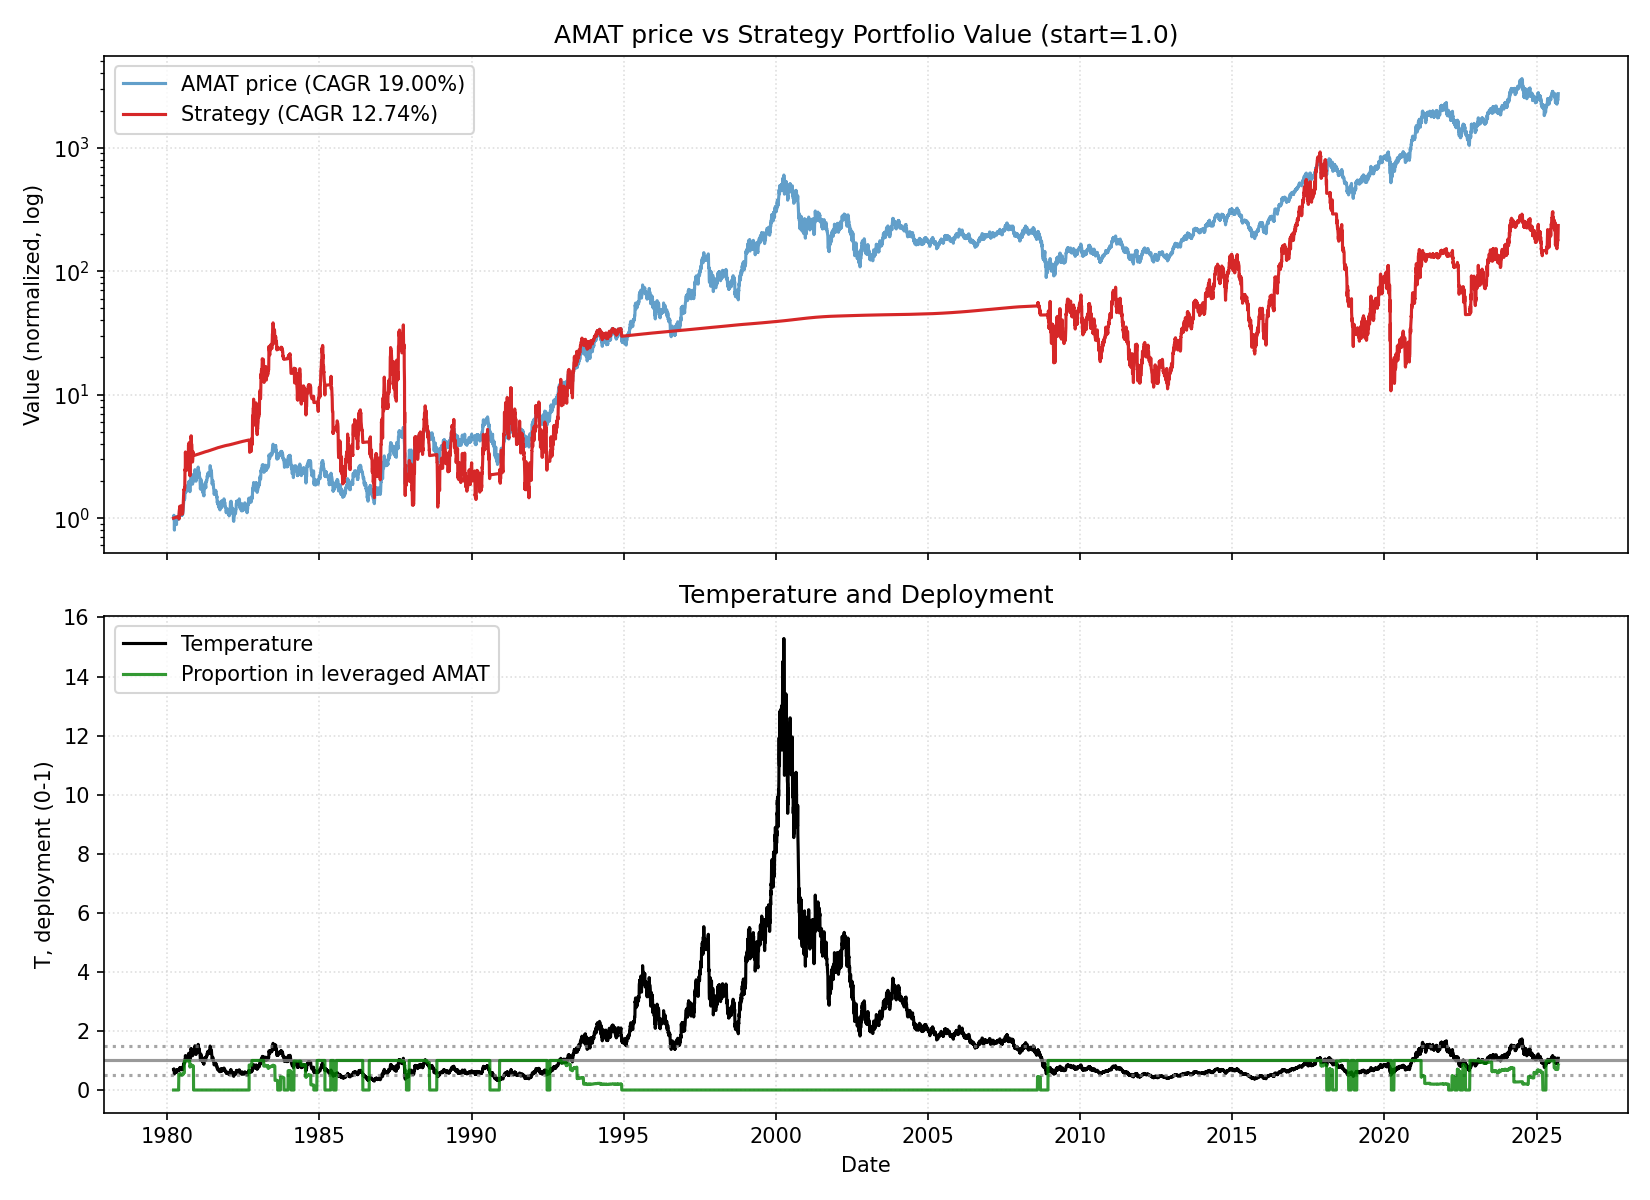 AMAT price vs Strategy Portfolio Value (start=1.0)
AMAT price (CAGR 19.00%)
Strategy (CAGR 12.74%)
Value (normalized, log)
10³
10²
10¹
10⁰
Temperature and Deployment
Temperature
Proportion in leveraged AMAT
T, deployment (0-1)
16
14
12
10
8
6
4
2
0
1980 1985 1990 1995 2000 2005 2010 2015 2020 2025
Date